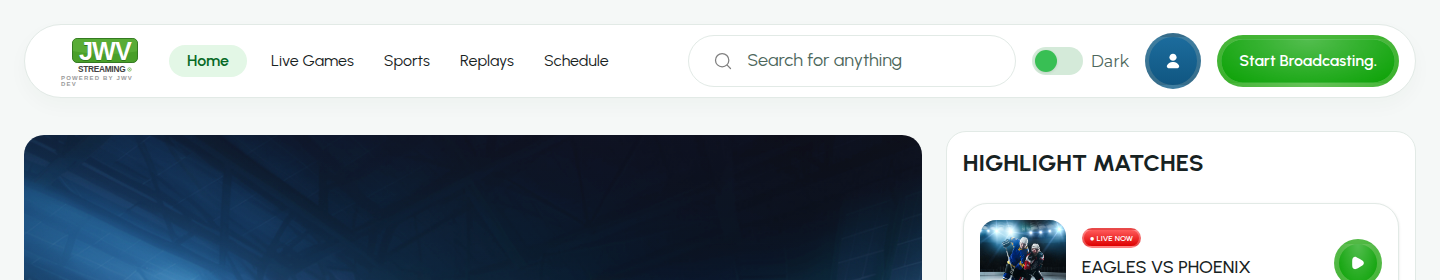 JWV
STREAMING
POWERED BY JWV
DEV
Home
Live Games
Sports
Replays
Schedule
Search for anything
Dark
Start Broadcasting.
HIGHLIGHT MATCHES
LIVE NOW
EAGLES VS PHOENIX